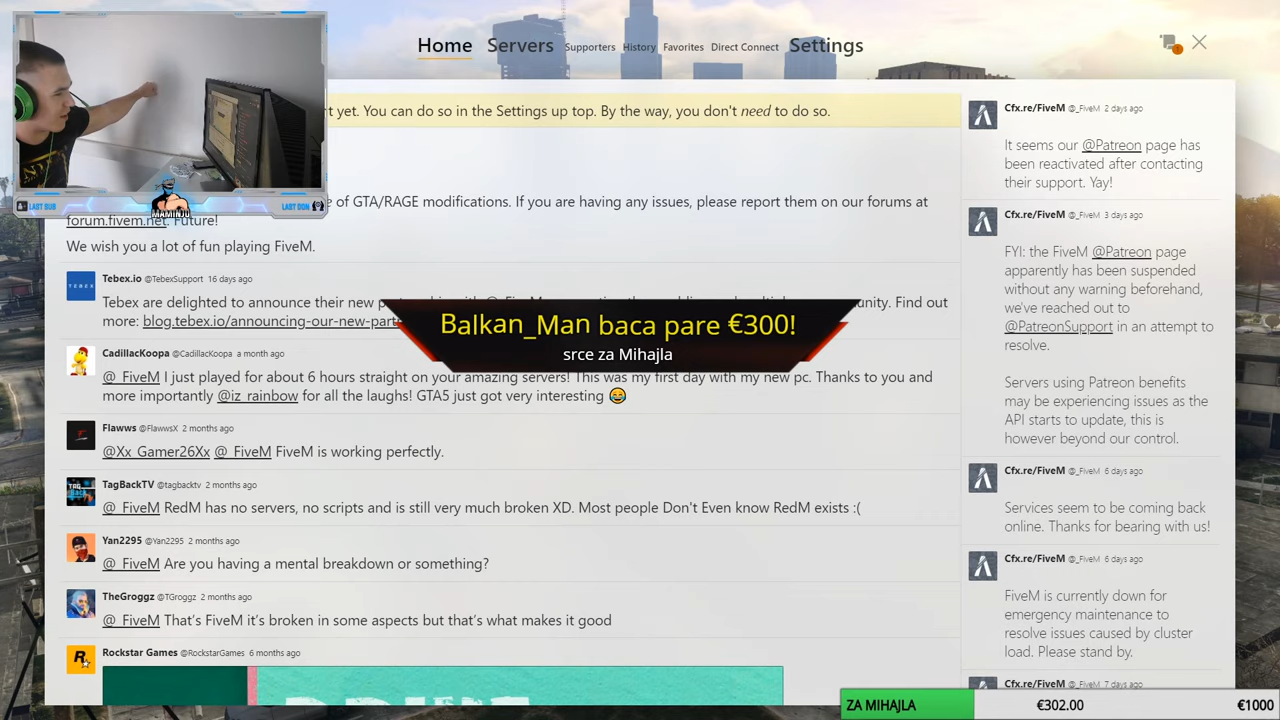 Home Servers Supporters History Favorites Direct Connect Settings
t yet. You can do so in the Settings up top. By the way, you don't need to do so.
e of GTA/RAGE modifications. If you are having any issues, please report them on our forums at
forum.fivem.net. Future!
We wish you a lot of fun playing FiveM.
Tebex.io @TebexSupport 16 days ago
Tebex are delighted to announce their new
unity. Find out
more: blog.tebex.io/announcing-our-new-part
CadillacKoopa @CadillacKoopa a month ago
@_FiveM I just played for about 6 hours straight on your amazing servers! This was my first day with my new pc. Thanks to you and
more importantly @iz_rainbow for all the laughs! GTA5 just got very interesting 😂
Flawws @FlawwsX 2 months ago
@Xx_Gamer26Xx @_FiveM FiveM is working perfectly.
TagBackTV @tagbacktv 2 months ago
@_FiveM RedM has no servers, no scripts and is still very much broken XD. Most people Don't Even know RedM exists :(
Yan2295 @Yan2295 2 months ago
@_FiveM Are you having a mental breakdown or something?
TheGroggz @TGroggz 2 months ago
@_FiveM That's FiveM it's broken in some aspects but that's what makes it good
Rockstar Games @RockstarGames 6 months ago
Balkan_Man baca pare €300!
srce za Mihajla
LAST SUB
MAMINJO
LAST DON
Cfx.re/FiveM @_FiveM 2 days ago
It seems our @Patreon page has
been reactivated after contacting
their support. Yay!
Cfx.re/FiveM @_FiveM 3 days ago
FYI: the FiveM @Patreon page
apparently has been suspended
without any warning beforehand,
we've reached out to
@PatreonSupport in an attempt to
resolve.
Servers using Patreon benefits
may be experiencing issues as the
API starts to update, this is
however beyond our control.
Cfx.re/FiveM @_FiveM 6 days ago
Services seem to be coming back
online. Thanks for bearing with us!
Cfx.re/FiveM @_FiveM 6 days ago
FiveM is currently down for
emergency maintenance to
resolve issues caused by cluster
load. Please stand by.
Cfx.re/FiveM @_FiveM 7 days ago
ZA MIHAJLA €302.00 €1000